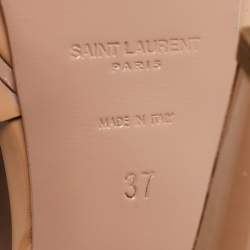 SAINT LAURENT
PARIS
MADE IN ITALY
37